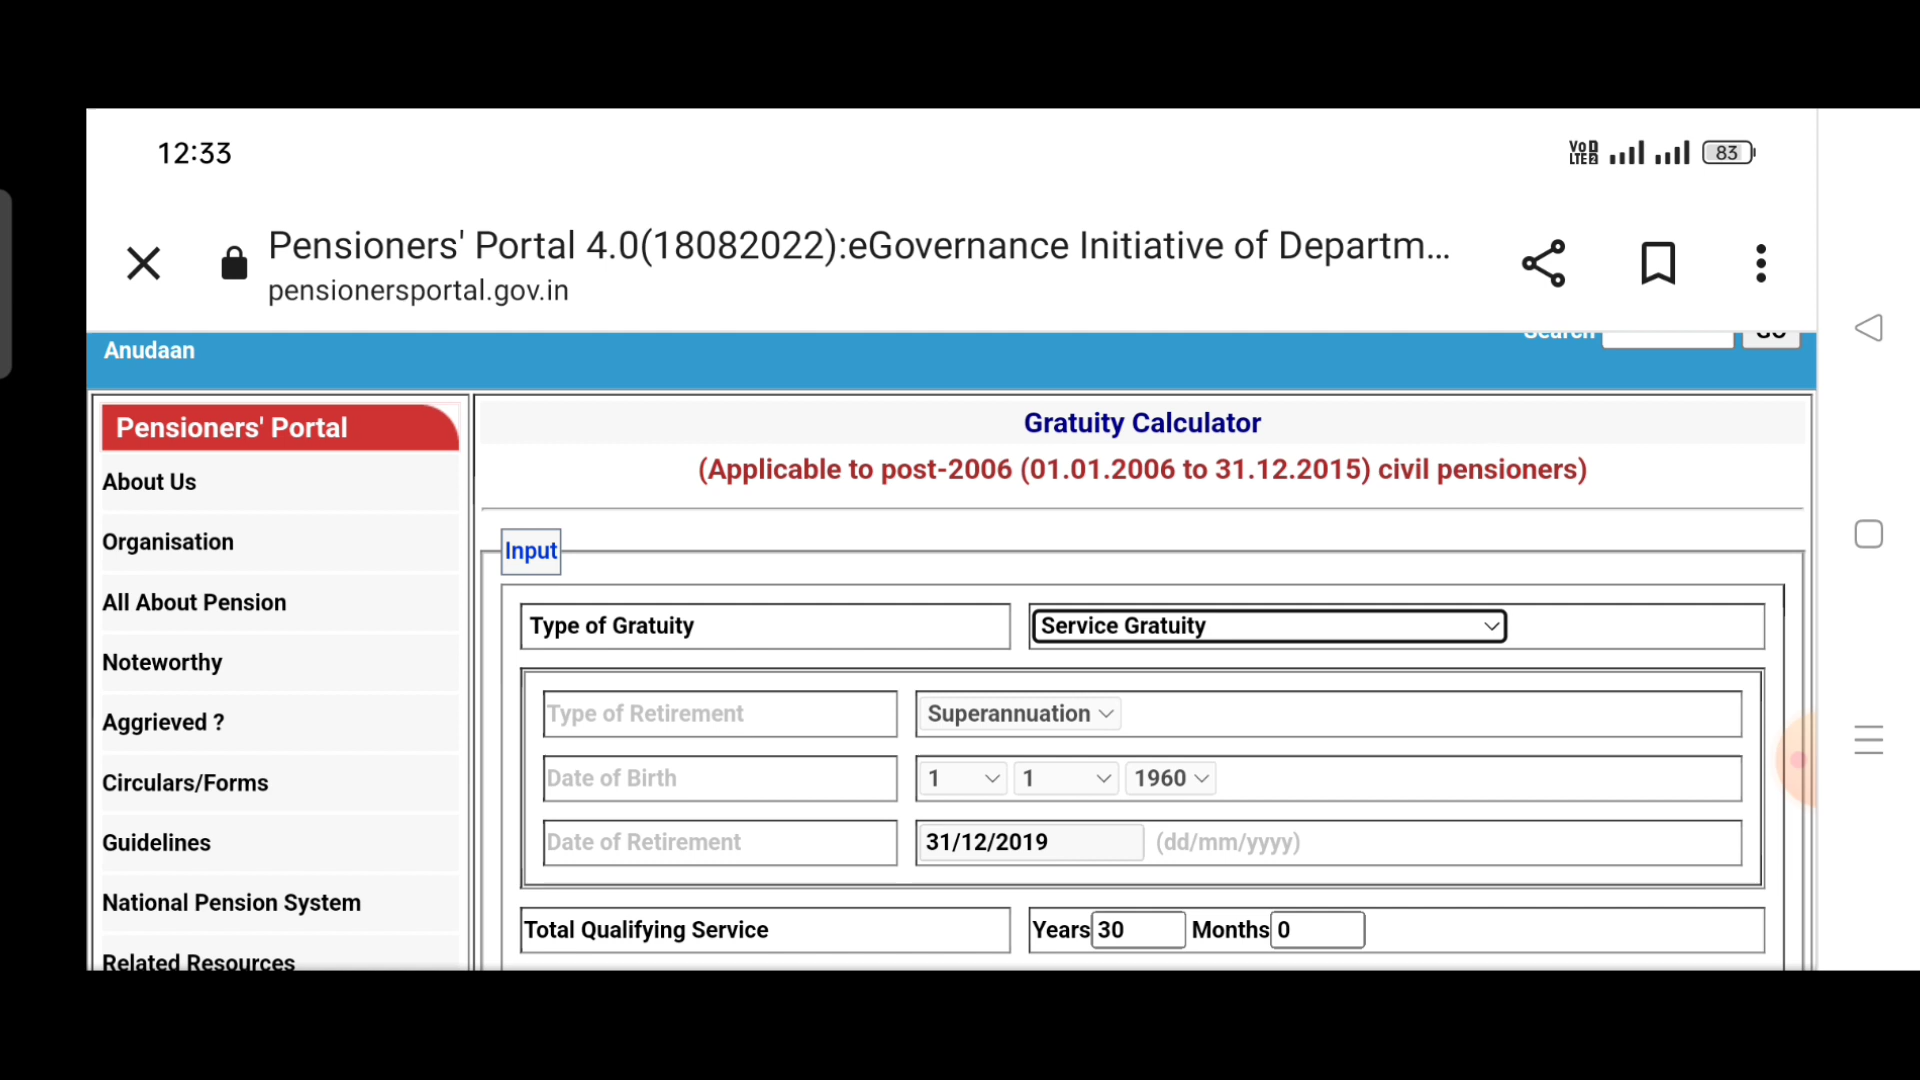 12:33
VoD LTE2 83
Pensioners' Portal 4.0(18082022):eGovernance Initiative of Departm...
pensionersportal.gov.in
Anudaan
Search GO
Pensioners' Portal
About Us
Organisation
All About Pension
Noteworthy
Aggrieved ?
Circulars/Forms
Guidelines
National Pension System
Related Resources
Gratuity Calculator
(Applicable to post-2006 (01.01.2006 to 31.12.2015) civil pensioners)
Input
Type of Gratuity Service Gratuity
Type of Retirement Superannuation
Date of Birth 1 1 1960
Date of Retirement 31/12/2019 (dd/mm/yyyy)
Total Qualifying Service Years 30 Months 0